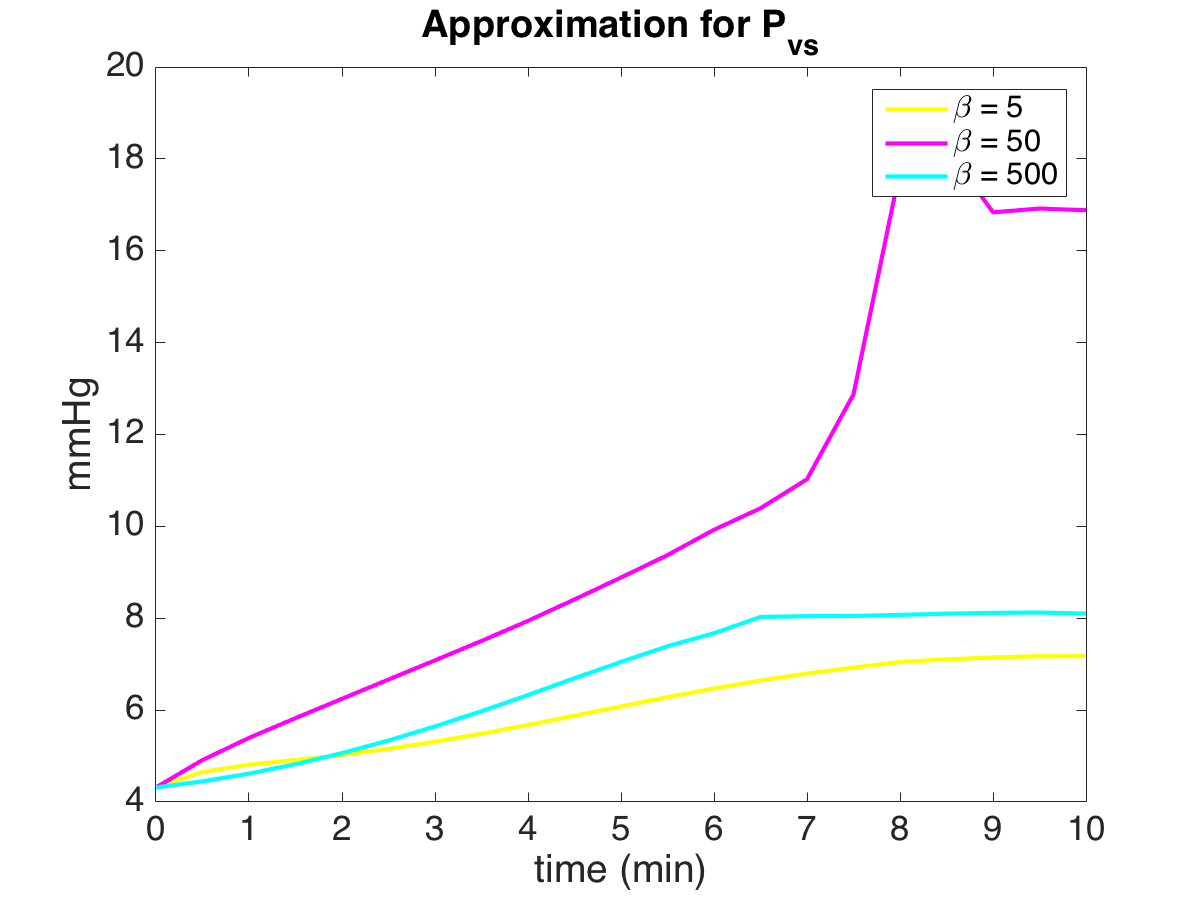 Approximation for P_vs
20
18
16
14
12
10
8
6
4
mmHg
β = 5
β = 50
β = 500
0 1 2 3 4 5 6 7 8 9 10
time (min)